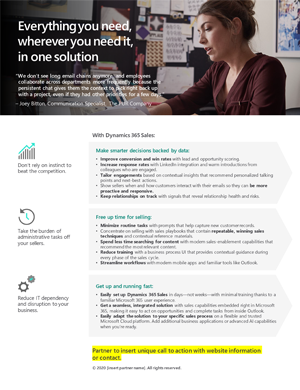 Everything you need,
wherever you need it,
in one solution
"We don't see long email chains anymore, and employees
collaborate across departments more frequently because the
persistent chat gives them the context to pick right back up
with a project, even if they had other priorities for a few days."
– Joey Bitton, Communication Specialist, The PUR Company
With Dynamics 365 Sales:
Don't rely on instinct to
beat the competition.
Make smarter decisions backed by data:
• Improve conversion and win rates with lead and opportunity scoring.
• Increase response rates with LinkedIn integration and warm introductions from
colleagues who are engaged.
• Tailor engagements based on contextual insights that recommend personalized talking
points and next-best actions.
• Show sellers when and how customers interact with their emails so they can be more
proactive and responsive.
• Keep relationships on track with signals that reveal relationship health and risks.
Take the burden of
administrative tasks off
your sellers.
Free up time for selling:
• Minimize routine tasks with prompts that help capture new customer records.
• Concentrate on selling with sales playbooks that contain repeatable, winning sales
techniques and contextual reference materials.
• Spend less time searching for content with modern sales enablement capabilities that
recommend the most relevant content.
• Reduce training with a business process UI that provides contextual guidance during
every phase of the sales cycle.
• Streamline workflows with modern mobile apps and familiar tools like Outlook.
Reduce IT dependency
and disruption to your
business.
Get up and running fast:
• Easily set up Dynamics 365 Sales in days—not weeks—with minimal training thanks to a
familiar Microsoft 365 user experience.
• Get a seamless, integrated solution with sales capabilities embedded right in Microsoft
365, making it easy to act on opportunities and complete tasks from inside Outlook.
• Easily adapt the solution to your specific sales process on a flexible and trusted
Microsoft Cloud platform. Add additional business applications or advanced AI capabilities
when you're ready.
Partner to insert unique call to action with website information
or contact.
© 2020 [insert partner name], All rights reserved.